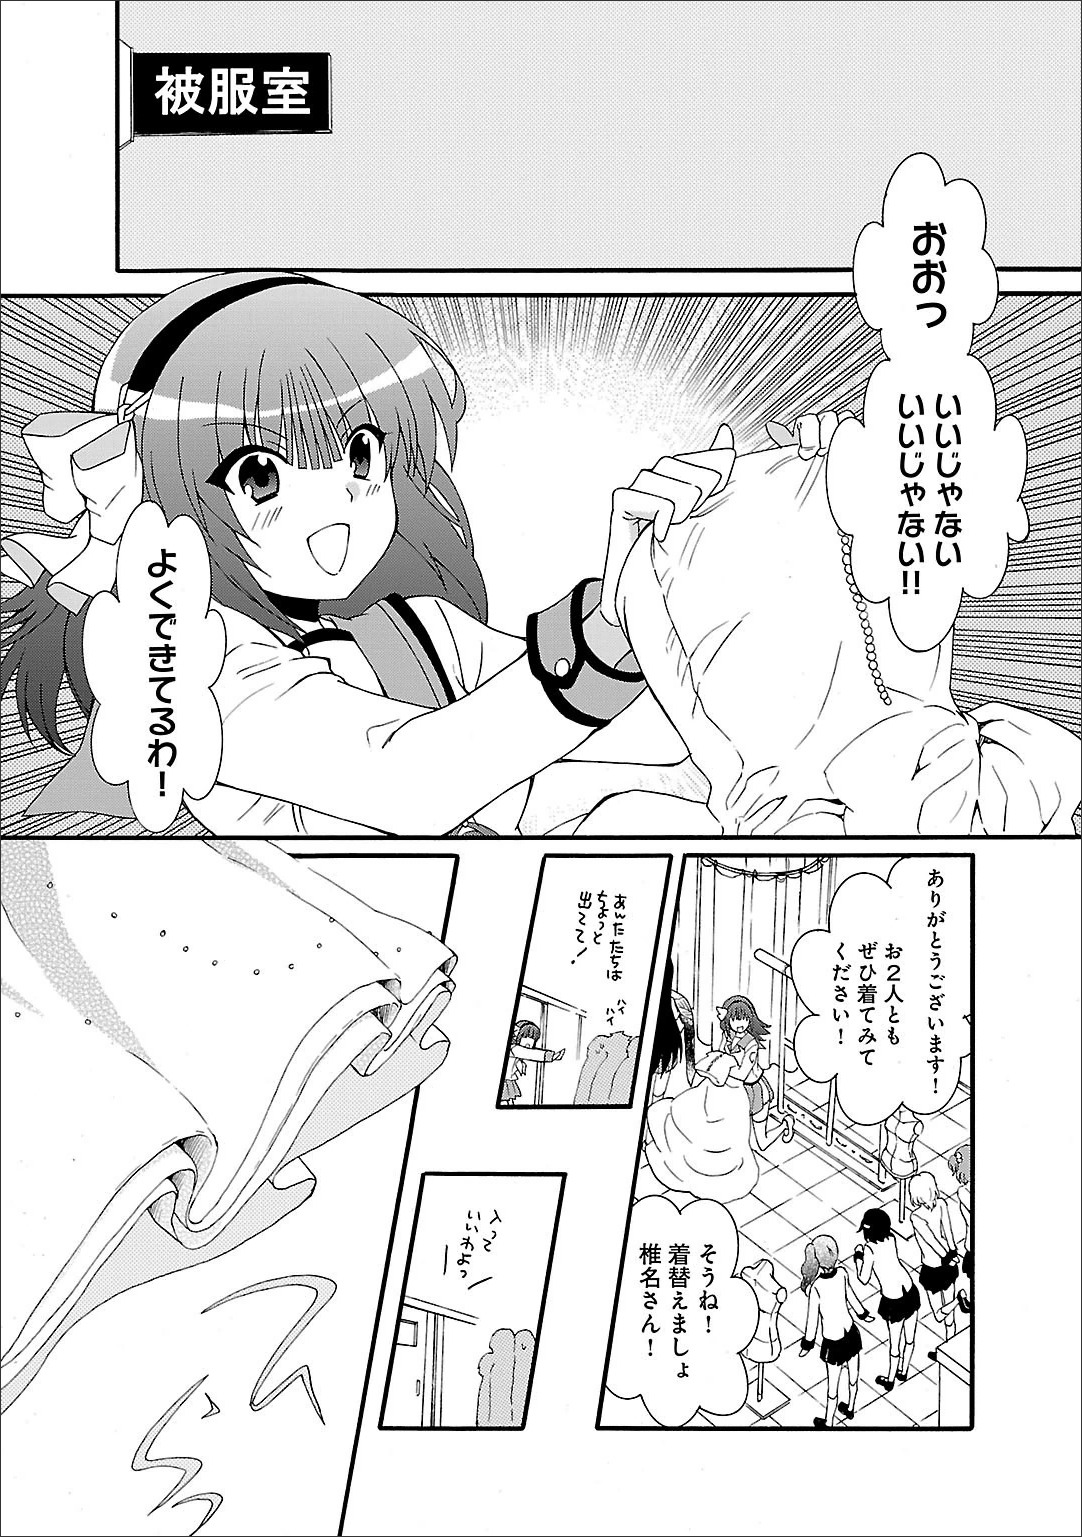 被服室
おおっ
いいじゃない
いいじゃない!!
よくできてるわ!
ありがとうございます!
お2人とも
ぜひ着てみて
ください!
そうね!
着替えましょ
椎名さん!
あんたたちは
ちょっと
出てて!
ハイ
ハイ
入って
いいわよっ